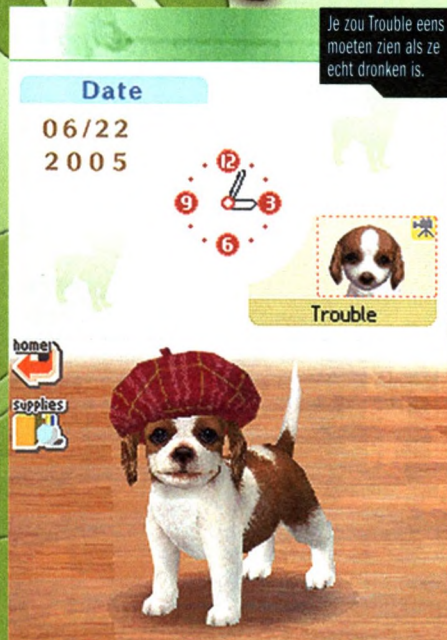 Je zou Trouble eens
moeten zien als ze
echt dronken is.
Date
06/22
2005
12
9
3
6
Trouble
home
supplies